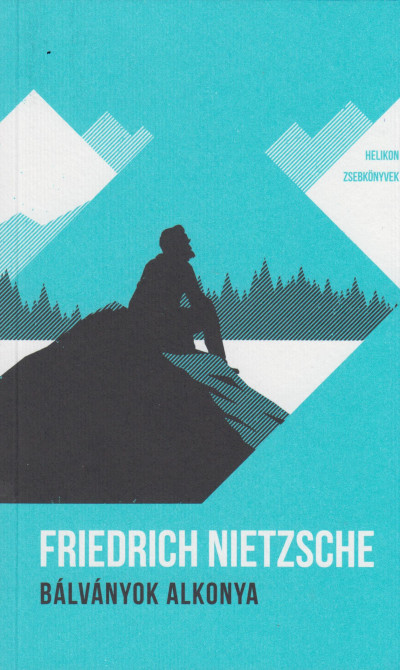 HELIKON
ZSEBKÖNYVEK
FRIEDRICH NIETZSCHE
BÁLVÁNYOK ALKONYA